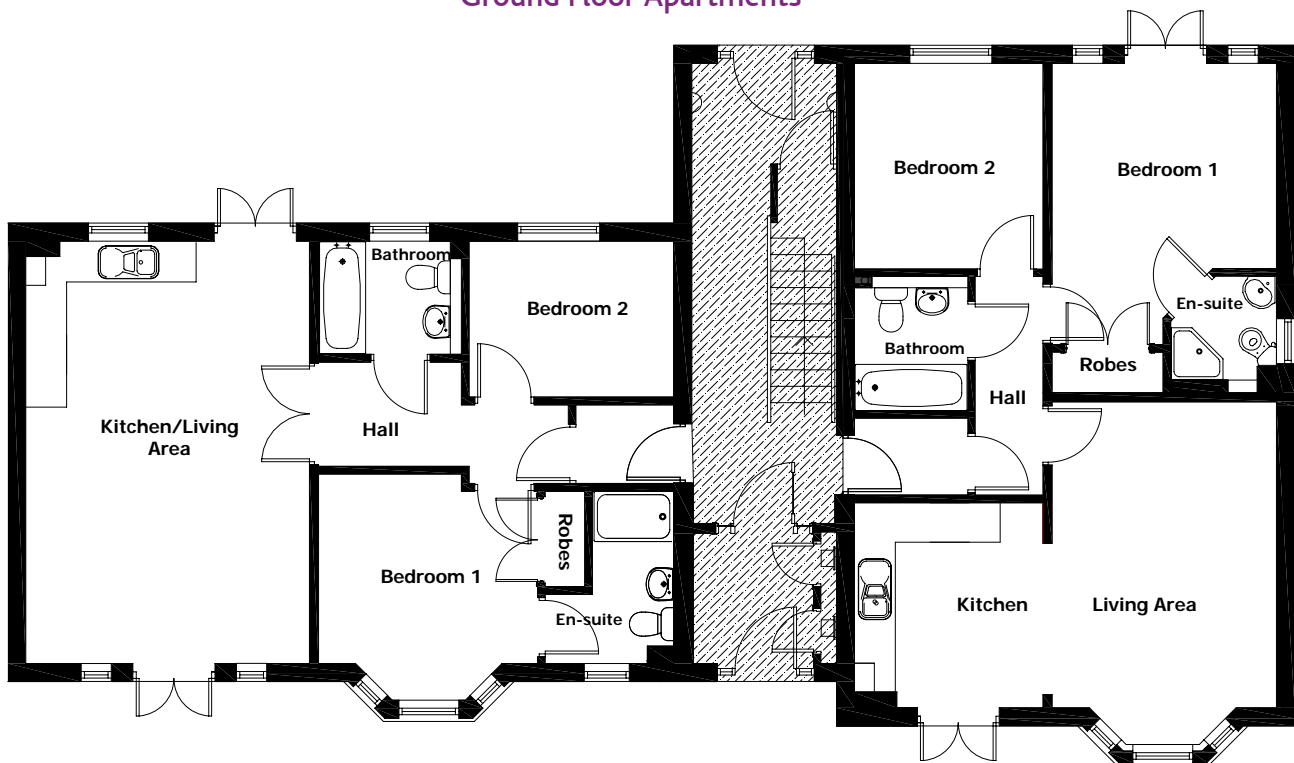 Ground Floor Apartments
Bedroom 2
Bedroom 1
Bathroom
Bedroom 2
En-suite
Bathroom
Robes
Hall
Kitchen/Living
Area
Hall
Robes
Bedroom 1
En-suite
Kitchen
Living Area